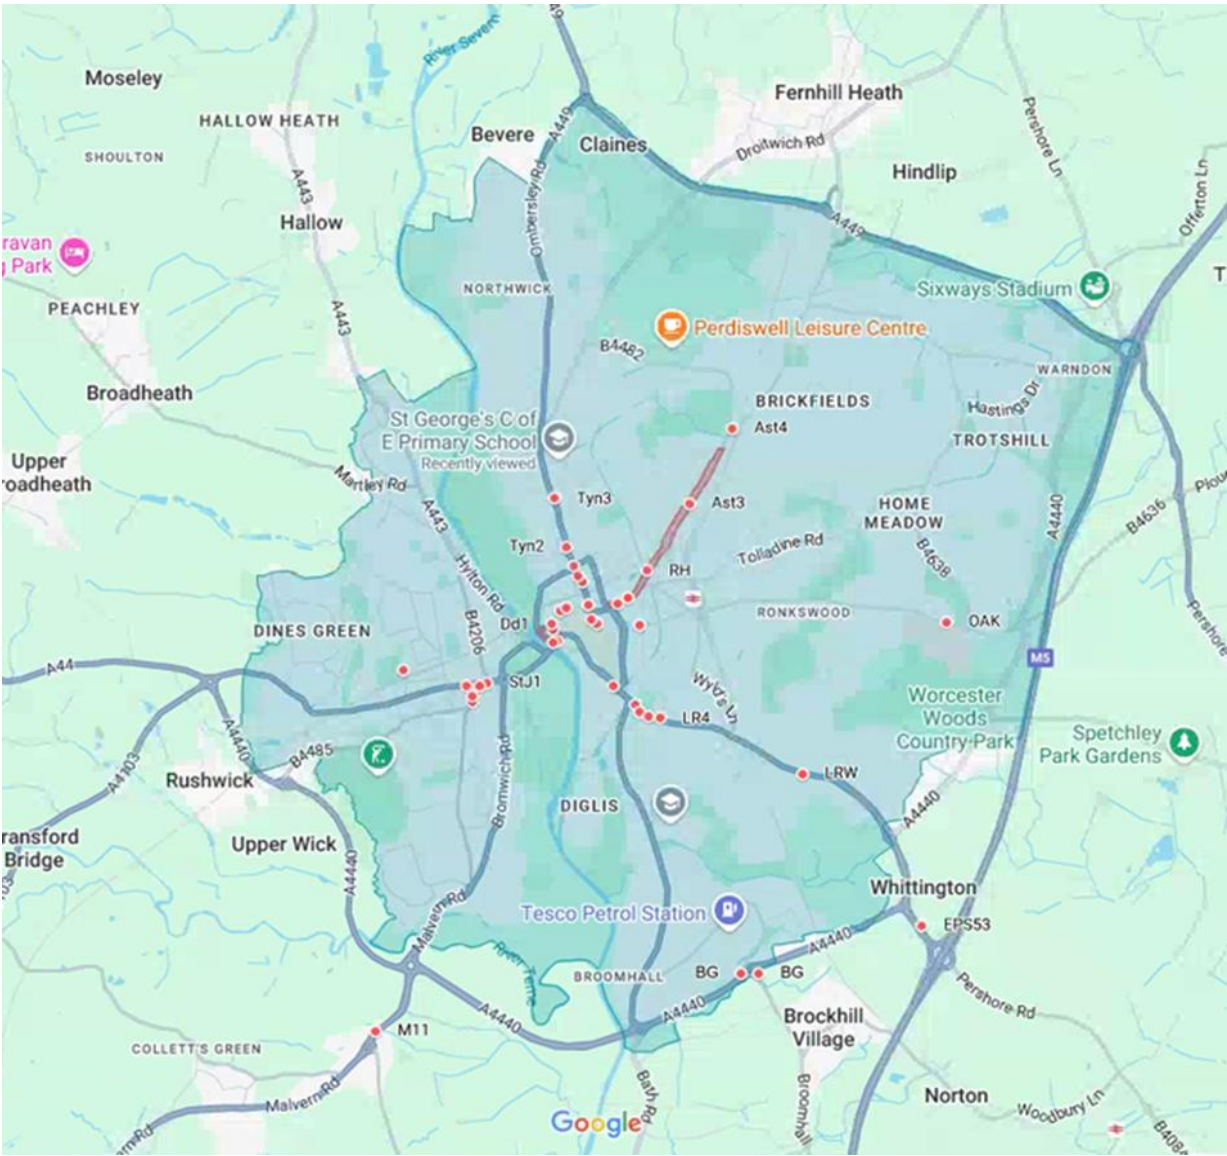 River Severn
Moseley
HALLOW HEATH
SHOULTON
Bevere
A449
Claines
Fernhill Heath
Droitwich Rd
Hindlip
Pershore Ln
Offerton Ln
A443
Hallow
Ombersley Rd
A449
ravan
g Park
PEACHLEY
A443
NORTHWICK
Sixways Stadium
Perdiswell Leisure Centre
B4482
Broadheath
BRICKFIELDS
WARNDON
Hastings Dr
TROTSHILL
St George's C of
E Primary School
Recently viewed
Ast4
Upper
roadheath
Martley Rd
A443
Tyn3
Ast3
HOME
MEADOW
A4440
B4636
Tyn2
Tolladine Rd
B4638
RH
Hylton Rd
B4206
Dd1
RONKSWOOD
OAK
Pershore
DINES GREEN
M5
A44
StJ1
Wyld's Ln
LR4
Worcester
Woods
Country Park
Spetchley
Park Gardens
A4440
B4485
A4103
Rushwick
Bromwich Rd
LRW
DIGLIS
A4440
ransford
Bridge
Upper Wick
A4440
Whittington
Malvern Rd
Tesco Petrol Station
EPS53
A4440
River Teme
BROOMHALL
BG
BG
Pershore Rd
A4440
A4440
Brockhill
Village
M11
COLLETT'S GREEN
Malvern Rd
Bath Rd
Broomhall
Norton
Woodbury Ln
Google